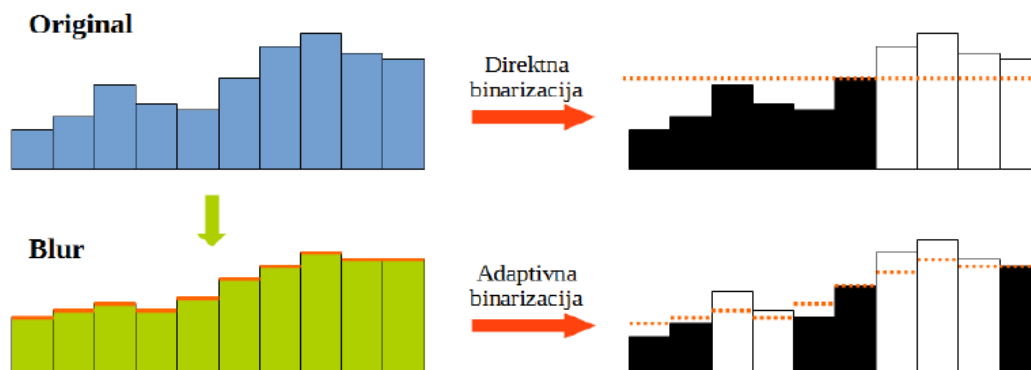 Original
Direktna
binarizacija
Blur
Adaptivna
binarizacija